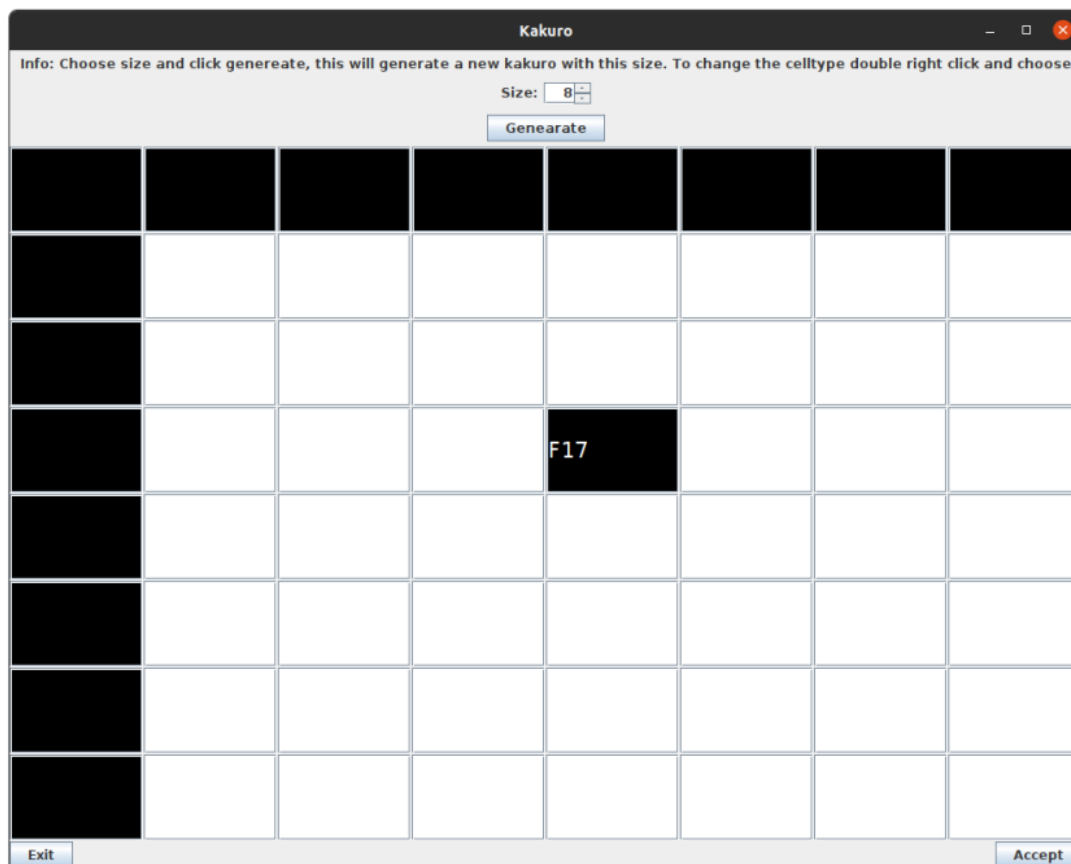 Kakuro
Info: Choose size and click genereate, this will generate a new kakuro with this size. To change the celltype double right click and choose
Size: 8
Genearate
F17
Exit Accept